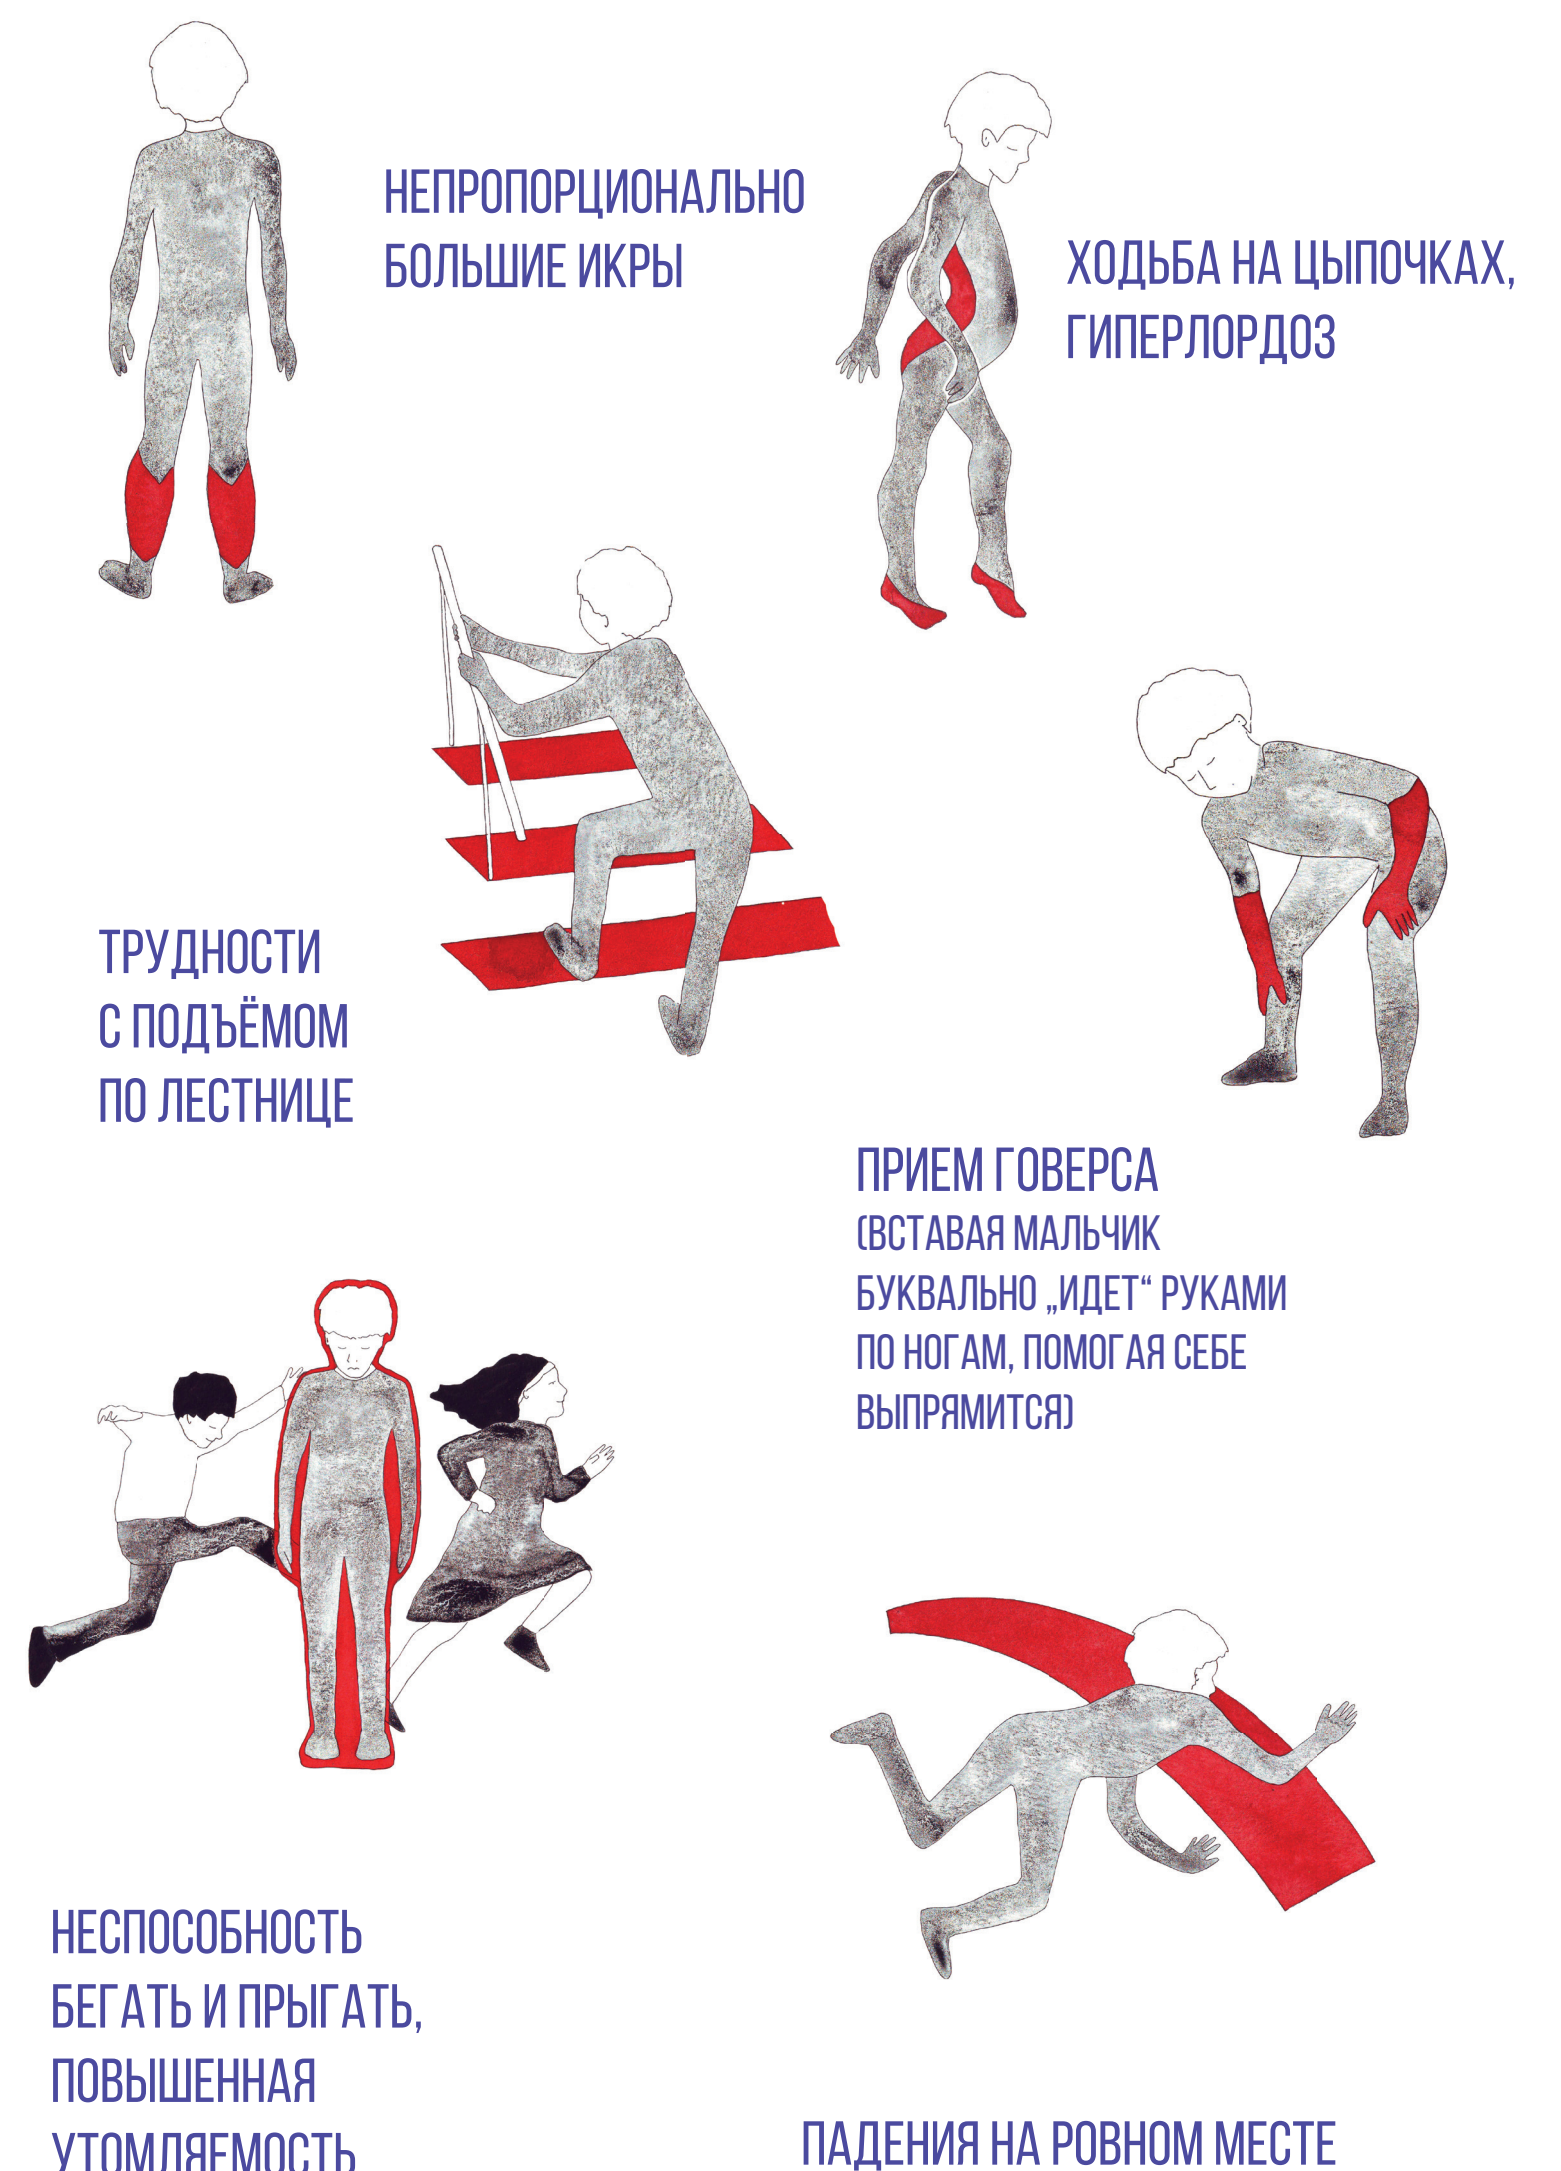 НЕПРОПОРЦИОНАЛЬНО
БОЛЬШИЕ ИКРЫ
ХОДЬБА НА ЦЫПОЧКАХ,
ГИПЕРЛОРДОЗ
ТРУДНОСТИ
С ПОДЪЁМОМ
ПО ЛЕСТНИЦЕ
ПРИЕМ ГОВЕРСА
(ВСТАВАЯ МАЛЬЧИК
БУКВАЛЬНО „ИДЕТ“ РУКАМИ
ПО НОГАМ, ПОМОГАЯ СЕБЕ
ВЫПРЯМИТСЯ)
НЕСПОСОБНОСТЬ
БЕГАТЬ И ПРЫГАТЬ,
ПОВЫШЕННАЯ
УТОМЛЯЕМОСТЬ
ПАДЕНИЯ НА РОВНОМ МЕСТЕ